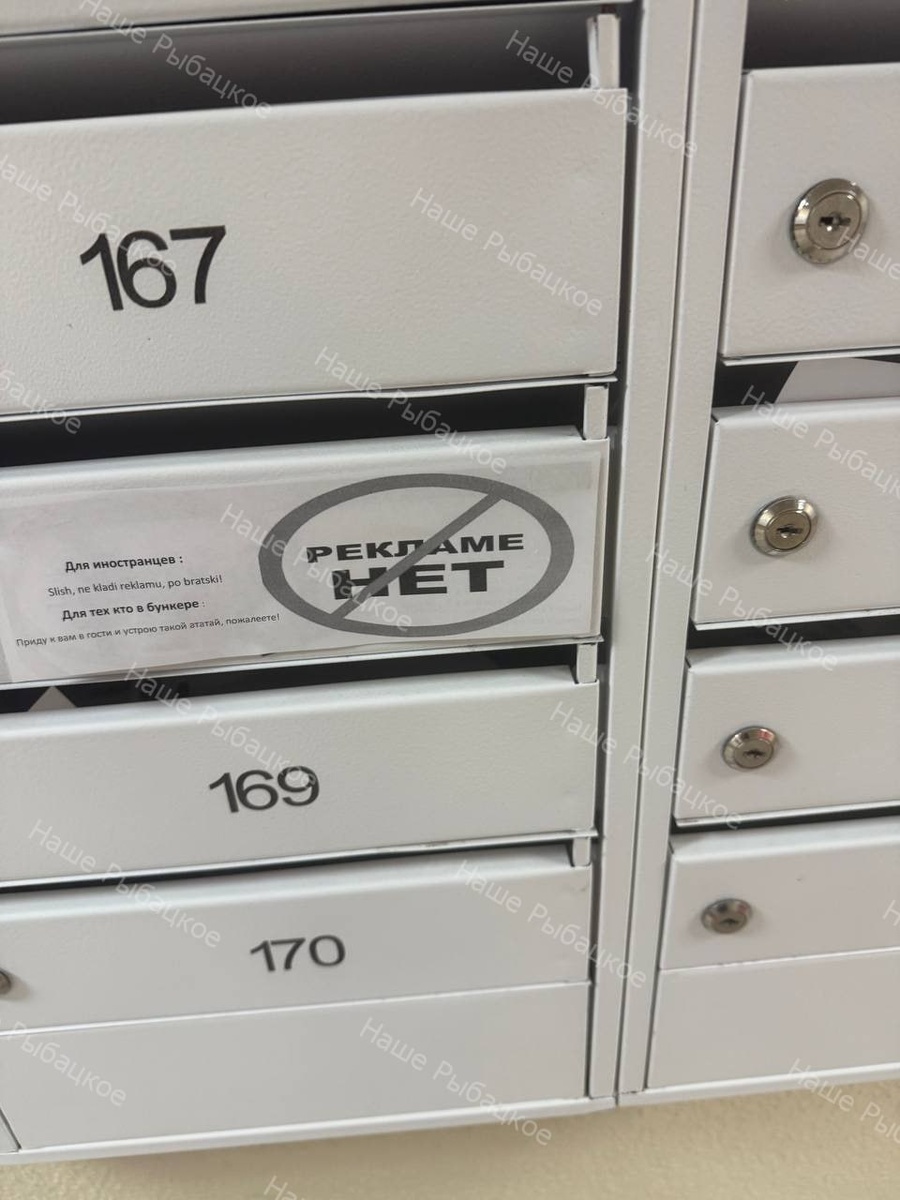 167
Для иностранцев :
Slish, ne kladi reklamu, po bratski!
Для тех кто в бункере :
Приду к вам в гости и устрою такой ататай, пожалеете!
РЕКЛАМЕ
НЕТ
169
170
Наше Рыбацкое